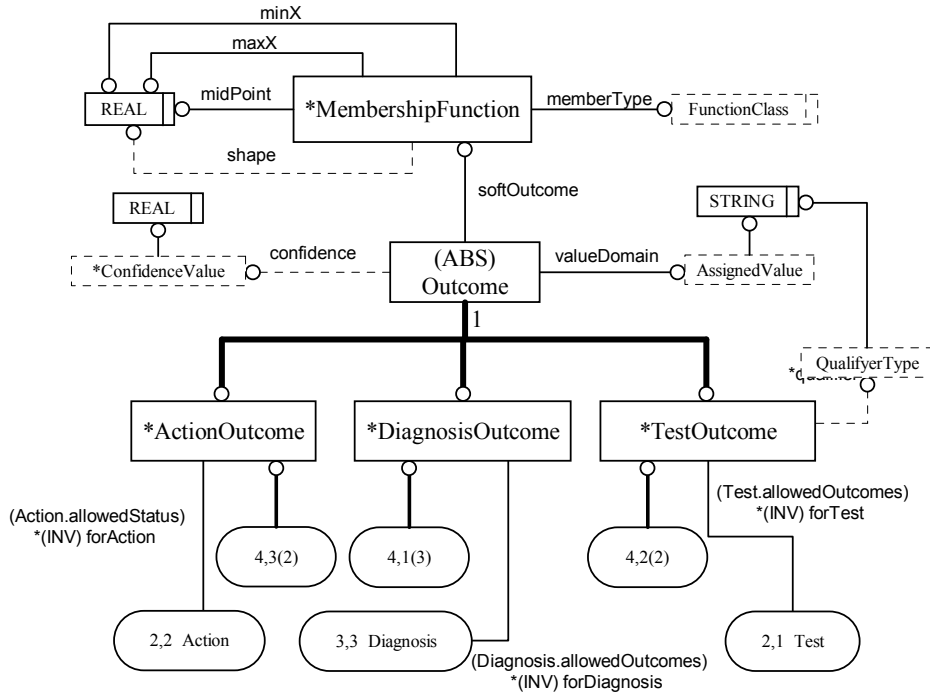 minX
maxX
REAL
midPoint
*MembershipFunction
memberType
FunctionClass
shape
REAL
softOutcome
STRING
*ConfidenceValue
confidence
(ABS)
Outcome
valueDomain
AssignedValue
1
QualifyerType
*ActionOutcome
*DiagnosisOutcome
*TestOutcome
(Action.allowedStatus)
*(INV) forAction
(Test.allowedOutcomes)
*(INV) forTest
4,3(2)
4,1(3)
4,2(2)
2,2 Action
3,3 Diagnosis
2,1 Test
(Diagnosis.allowedOutcomes)
*(INV) forDiagnosis